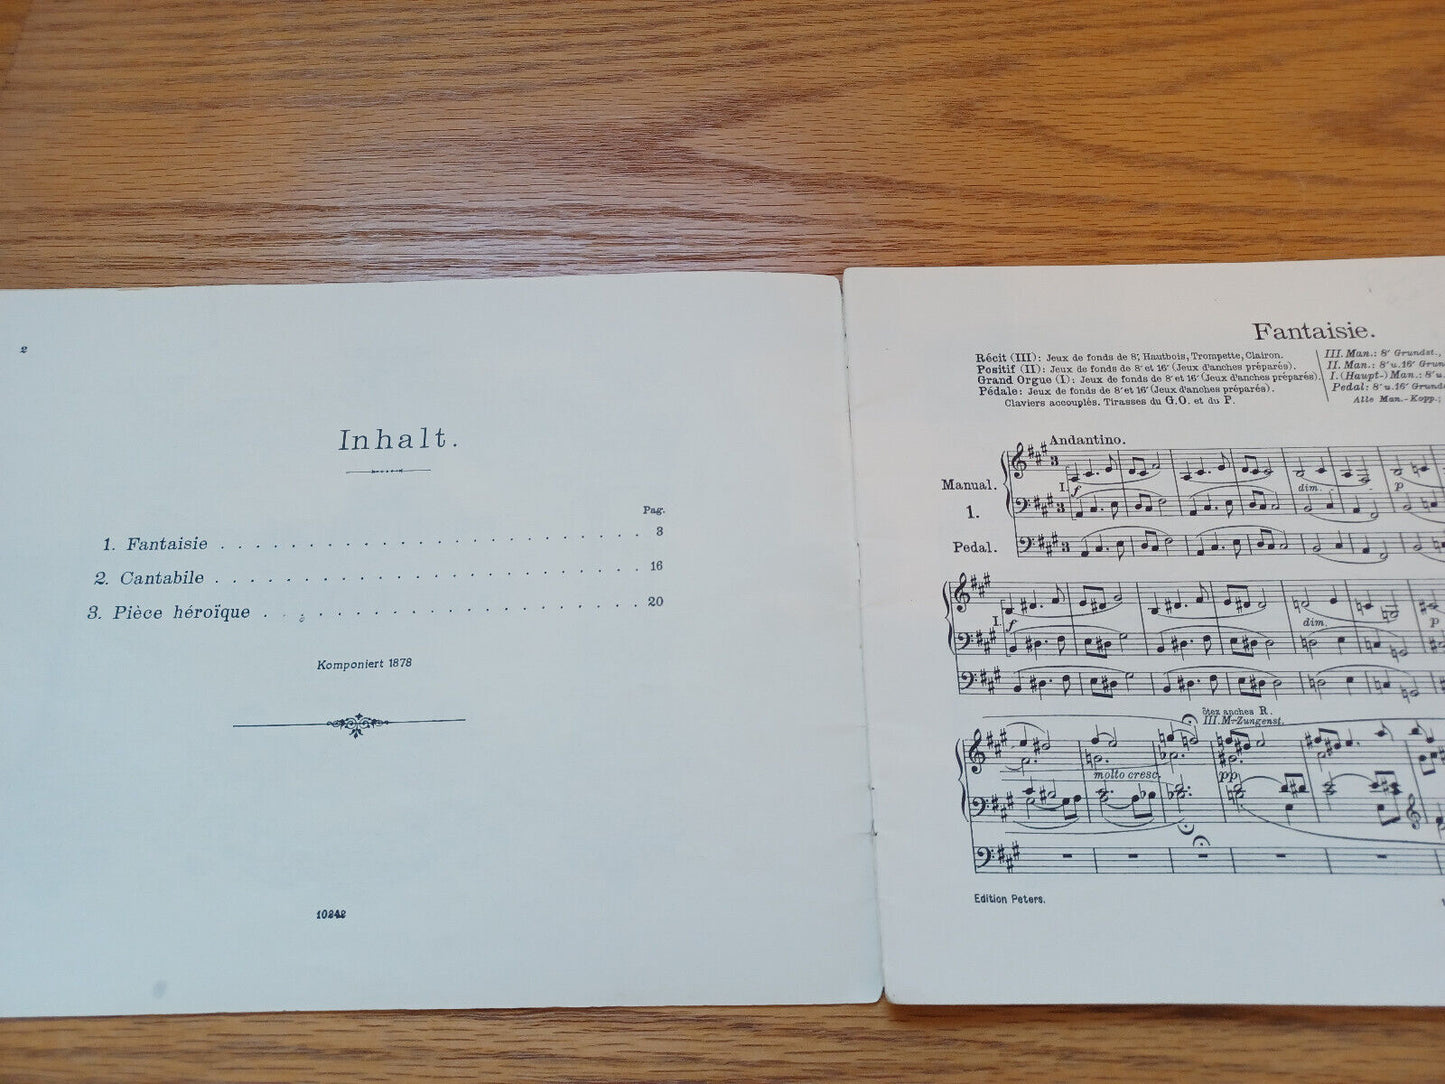 2
Inhalt.
Pag.
1. Fantaisie . . . . . . . . . . . . . . . . . . . . . . . . 3
2. Cantabile . . . . . . . . . . . . . . . . . . . . . . . . 16
3. Pièce héroïque . . . . . . . . . . . . . . . . . . . . . 20
Komponiert 1878
10242
Fantaisie.
Récit (III): Jeux de fonds de 8', Hautbois, Trompette, Clairon.
Positif (II): Jeux de fonds de 8' et 16' (Jeux d'anches préparés).
Grand Orgue (I): Jeux de fonds de 8' et 16' (Jeux d'anches préparés).
Pédale: Jeux de fonds de 8' et 16' (Jeux d'anches préparés).
Claviers accouplés. Tirasses du G.O. et du P.
III. Man.: 8' Grundst.,
II. Man.: 8' u. 16'
I. (Haupt-) Man.: 8' u.
Pedal: 8' u. 16'
Alle Man.-Kopp.;
Andantino.
Manual.
I.
f
dim.
p
1.
Pedal.
I.
f
dim.
p
ôtez anches R.
III. M-Zungenst.
molto cresc.
pp
Edition Peters.